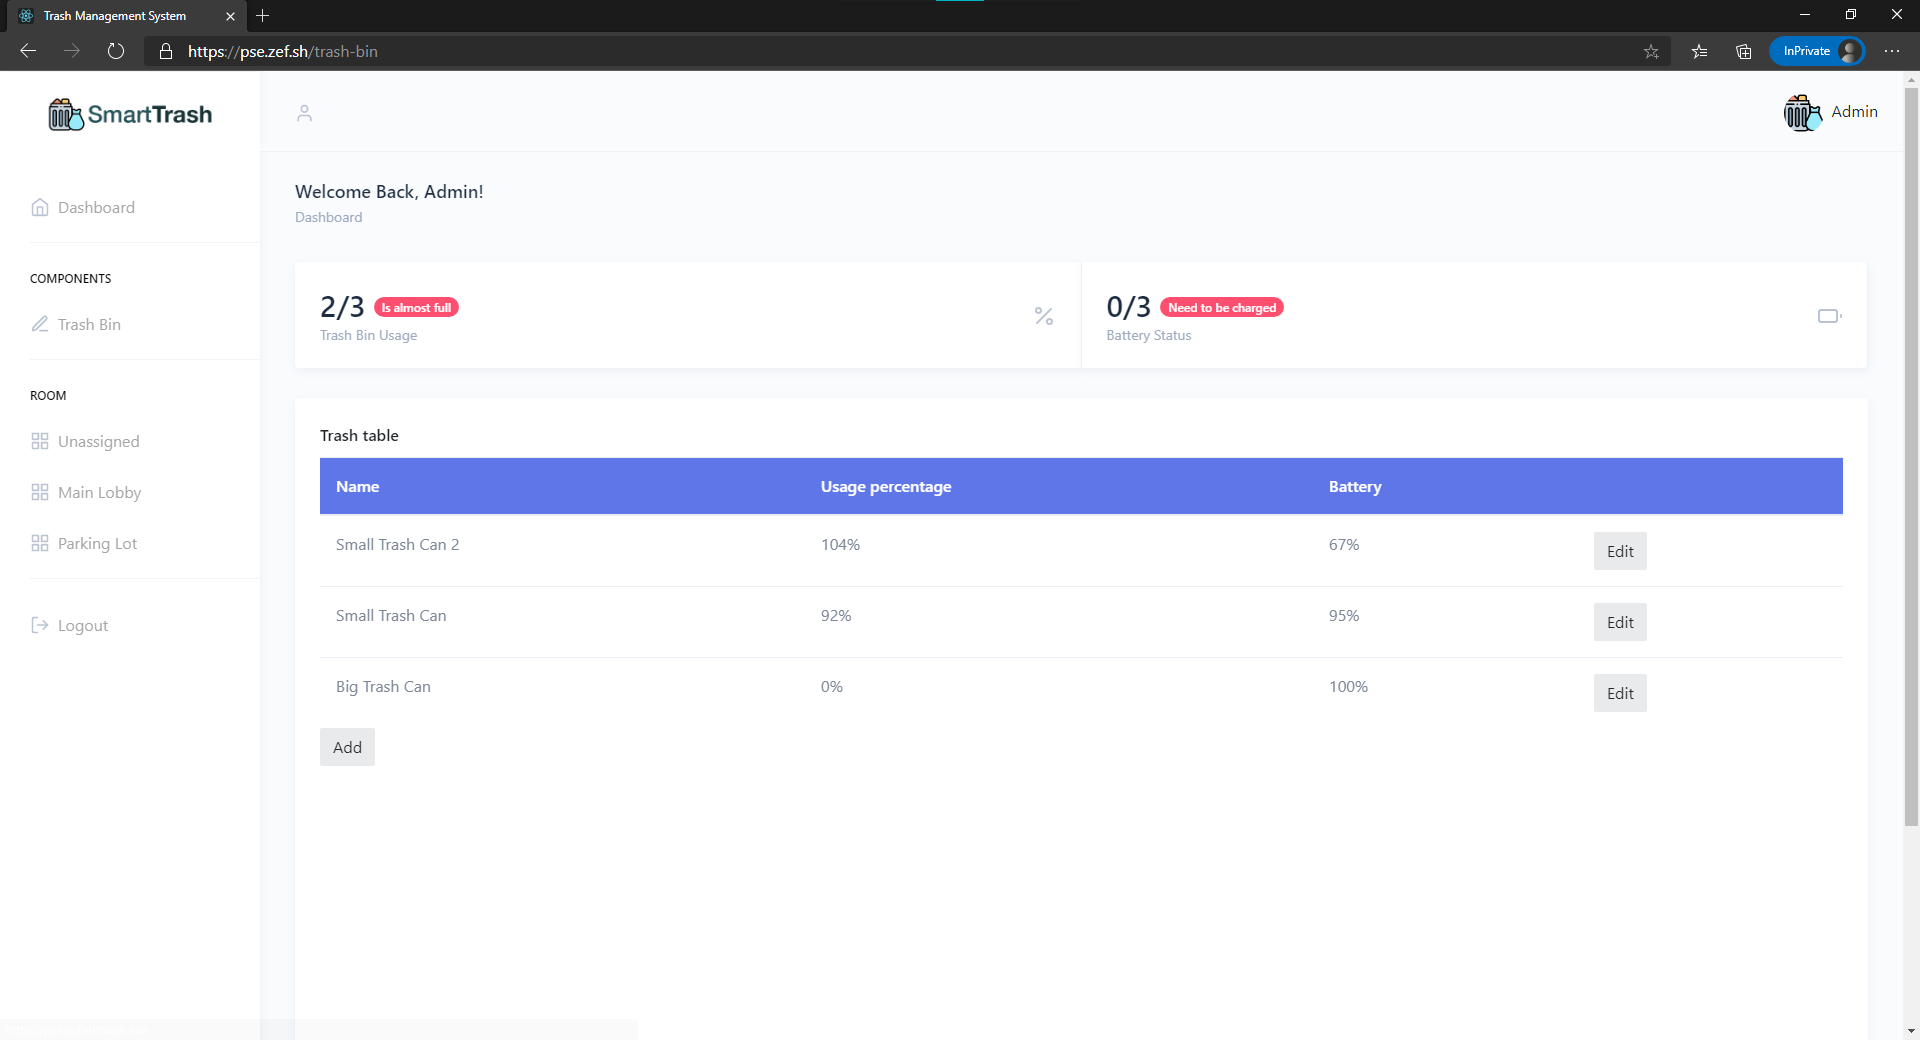 Trash Management System
https://pse.zef.sh/trash-bin
InPrivate
SmartTrash
Admin
Dashboard
COMPONENTS
Trash Bin
ROOM
Unassigned
Main Lobby
Parking Lot
Logout
Welcome Back, Admin!
Dashboard
2/3 Is almost full
Trash Bin Usage
0/3 Need to be charged
Battery Status
Trash table
Name Usage percentage Battery
Small Trash Can 2 104% 67% Edit
Small Trash Can 92% 95% Edit
Big Trash Can 0% 100% Edit
Add